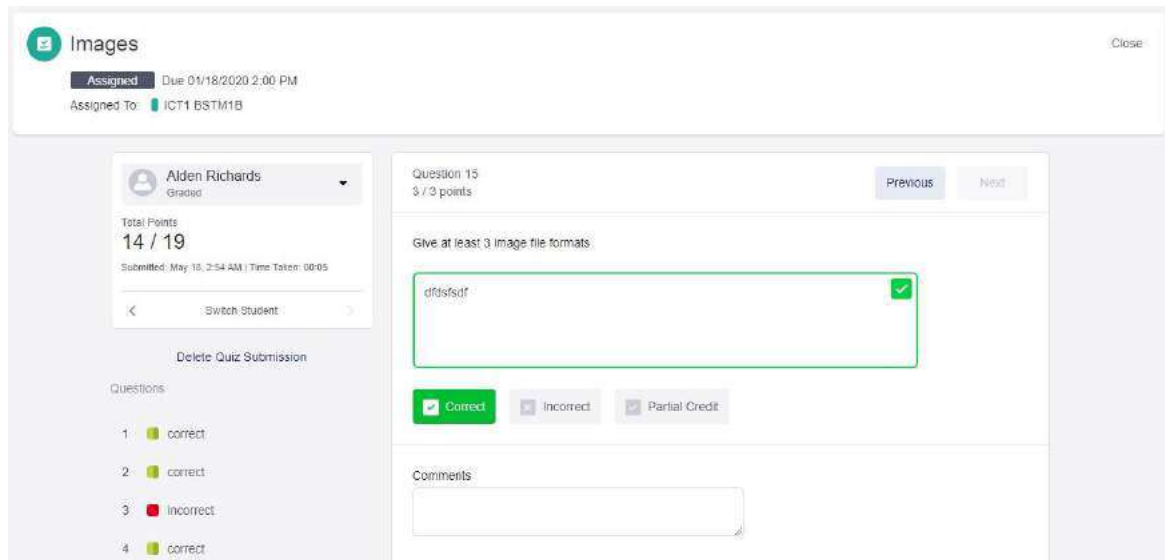 Images
Close
Assigned Due 01/18/2020 2:00 PM
Assigned To: ICT1 BSTM1B
Alden Richards
Graded
Total Points
14 / 19
Submitted: May 18, 2:54 AM | Time Taken: 00:05
Switch Student
Delete Quiz Submission
Questions
1 correct
2 correct
3 incorrect
4 correct
Question 15
3 / 3 points
Previous
Next
Give at least 3 image file formats
dfdsfsdf
Correct
Incorrect
Partial Credit
Comments